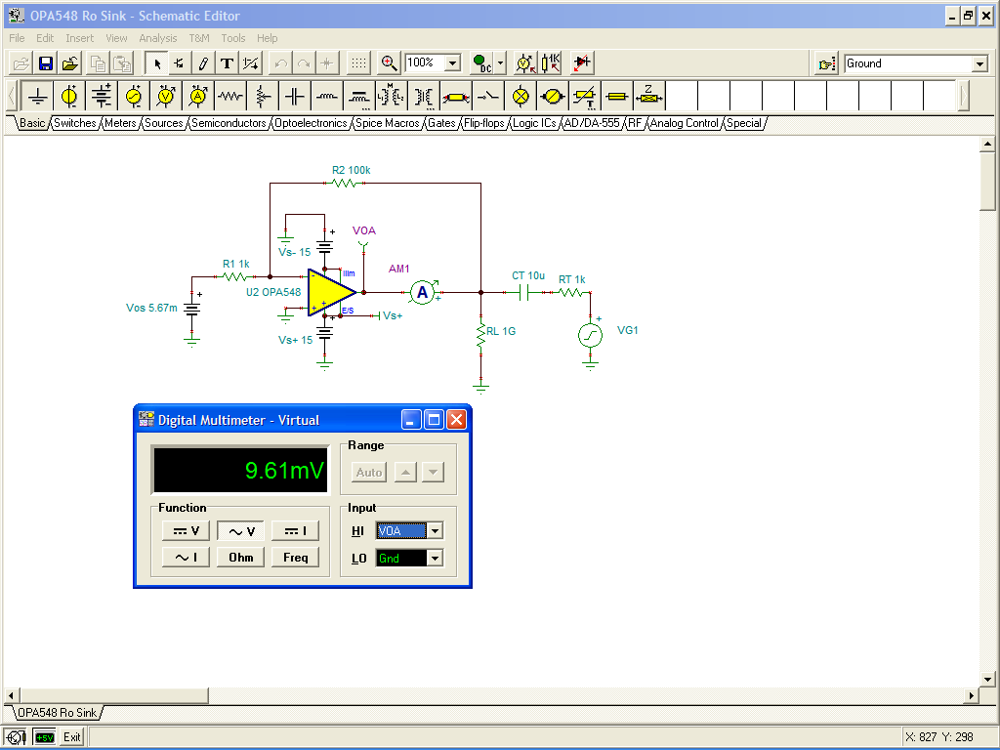 OPA548 Ro Sink - Schematic Editor
File Edit Insert View Analysis T&M Tools Help
T 100% DC 1K Ground
Basic Switches Meters Sources Semiconductors Optoelectronics Spice Macros Gates Flip-flops Logic ICs AD/DA-555 RF Analog Control Special
R2 100k
VOA
Vs- 15
R1 1k
Ilim
AM1
CT 10u
RT 1k
U2 OPA548
A
Vos 5.67m
E/S
Vs+
Vs+ 15
RL 1G
VG1
Digital Multimeter - Virtual
9.61mV
Range
Auto
Function
V
V
I
I
Ohm
Freq
Input
HI VOA
LO Gnd
OPA548 Ro Sink
+5V Exit
X: 827 Y: 298